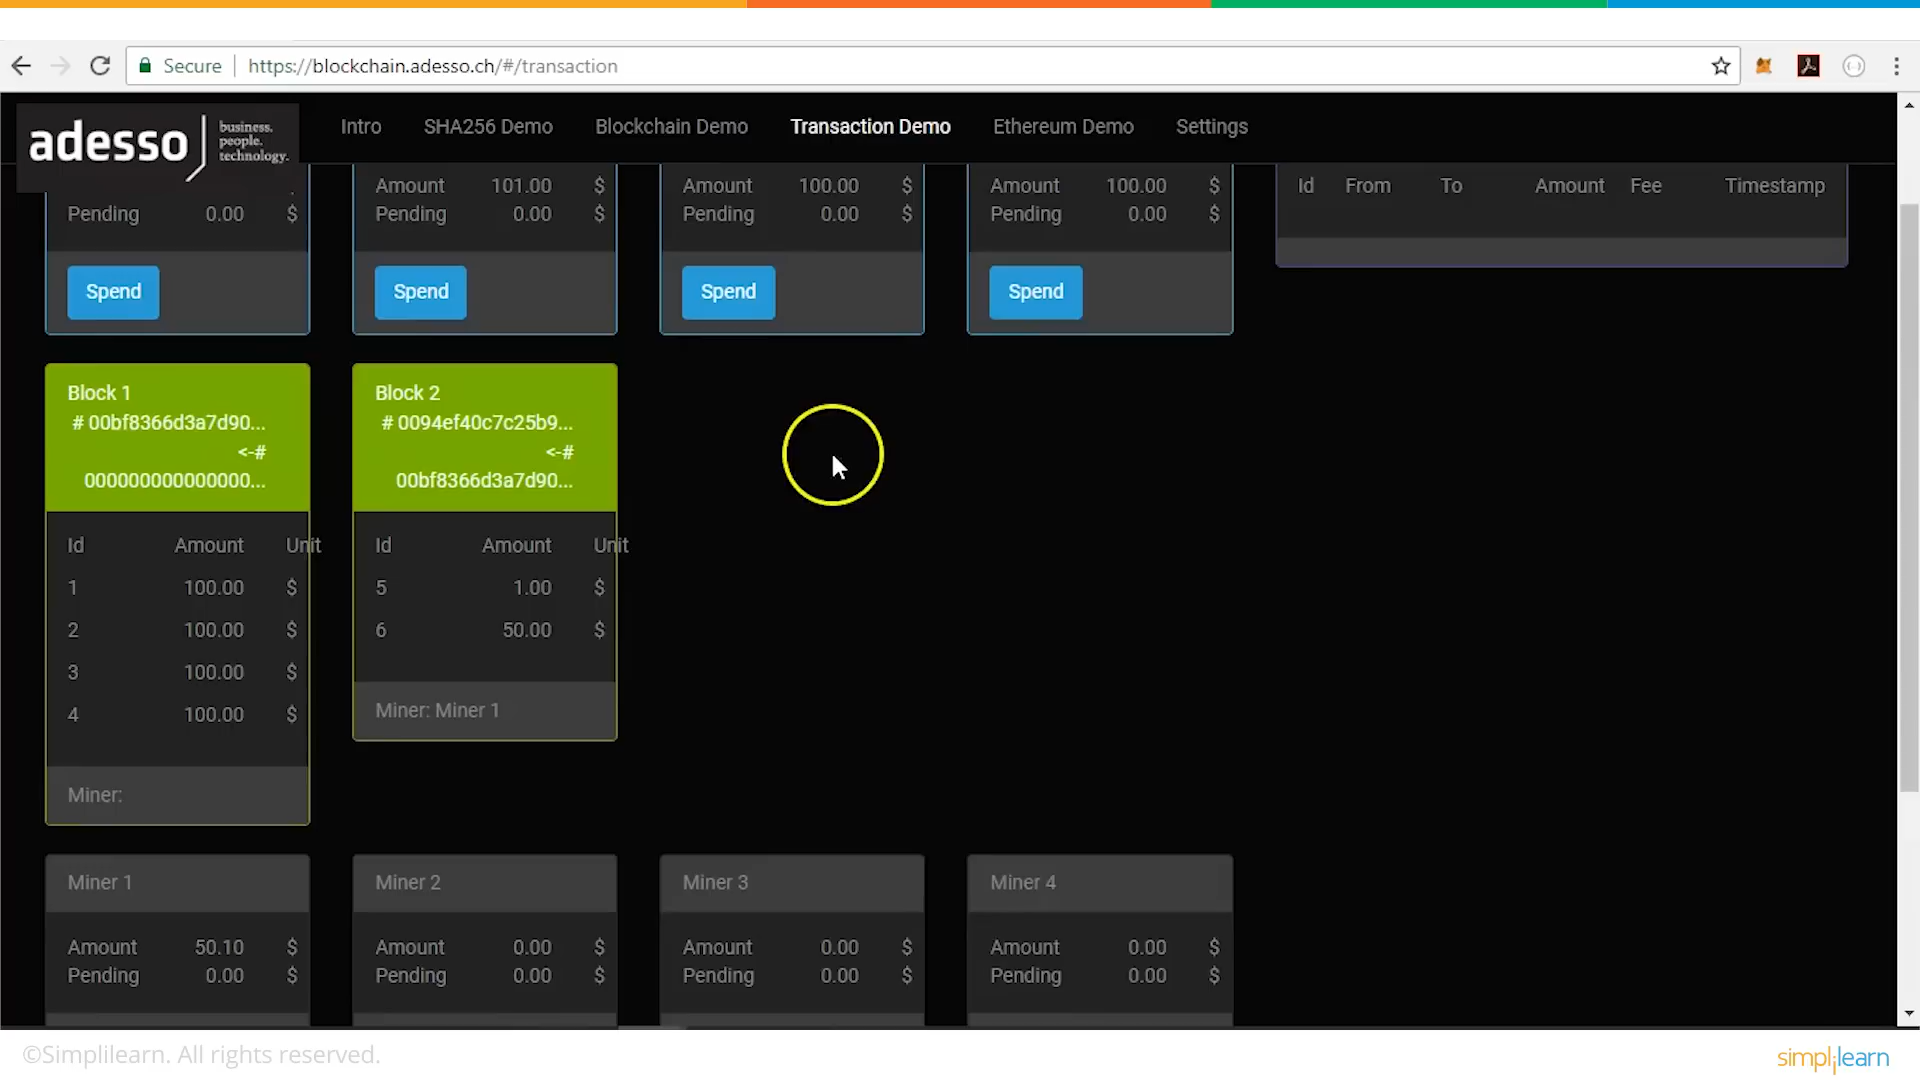 Secure https://blockchain.adesso.ch/#/transaction
adesso business. people. technology.
Intro SHA256 Demo Blockchain Demo Transaction Demo Ethereum Demo Settings
Amount 101.00 $ Amount 100.00 $ Amount 100.00 $ Id From To Amount Fee Timestamp
Pending 0.00 $ Pending 0.00 $ Pending 0.00 $ Pending 0.00 $
Spend Spend Spend Spend
Block 1
# 00bf8366d3a7d90...
<-#
000000000000000...
Id Amount Unit
1 100.00 $
2 100.00 $
3 100.00 $
4 100.00 $
Miner:
Block 2
# 0094ef40c7c25b9...
<-#
00bf8366d3a7d90...
Id Amount Unit
5 1.00 $
6 50.00 $
Miner: Miner 1
Miner 1 Miner 2 Miner 3 Miner 4
Amount 50.10 $ Amount 0.00 $ Amount 0.00 $ Amount 0.00 $
Pending 0.00 $ Pending 0.00 $ Pending 0.00 $ Pending 0.00 $
©Simplilearn. All rights reserved.
simplilearn